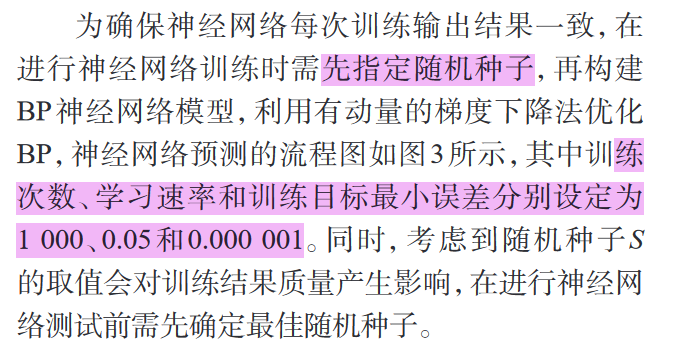 为确保神经网络每次训练输出结果一致,在
进行神经网络训练时需先指定随机种子,再构建
BP神经网络模型,利用有动量的梯度下降法优化
BP,神经网络预测的流程图如图3所示,其中训练
次数、学习速率和训练目标最小误差分别设定为
1 000、0.05和0.000 001。同时,考虑到随机种子S
的取值会对训练结果质量产生影响,在进行神经网
络测试前需先确定最佳随机种子。